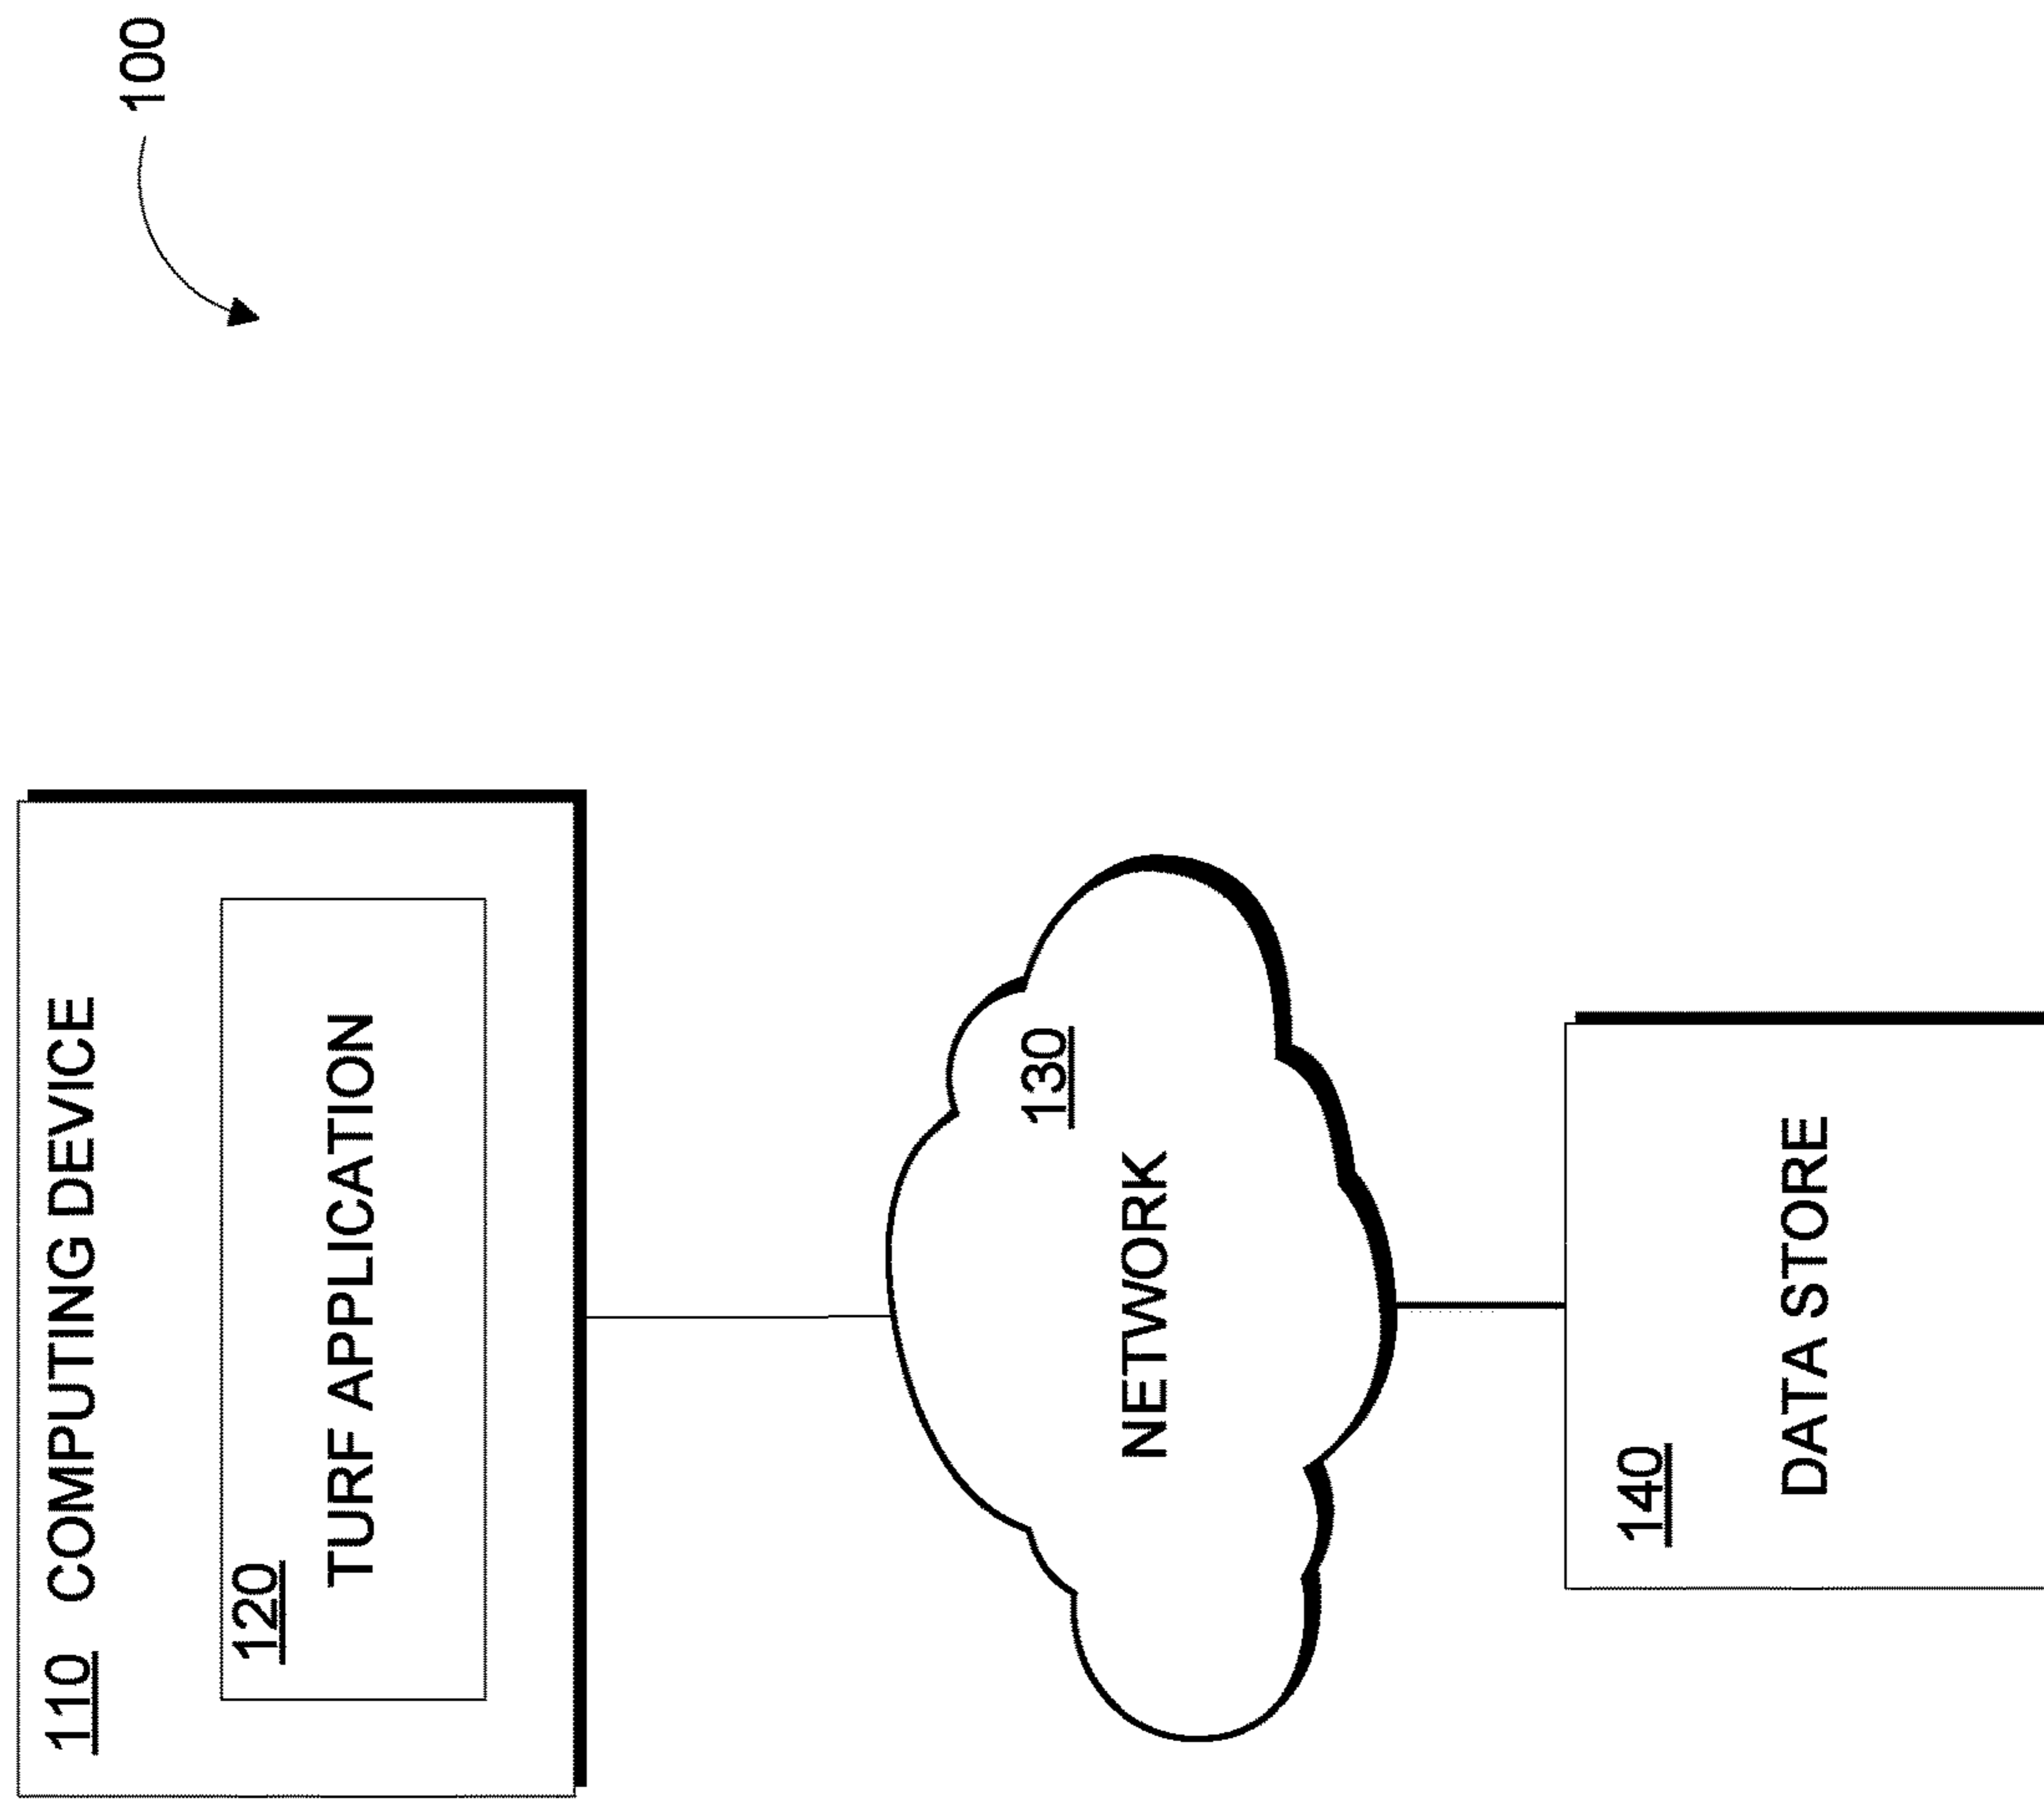 100
110 COMPUTING DEVICE
120
TURF APPLICATION
130
NETWORK
140
DATA STORE